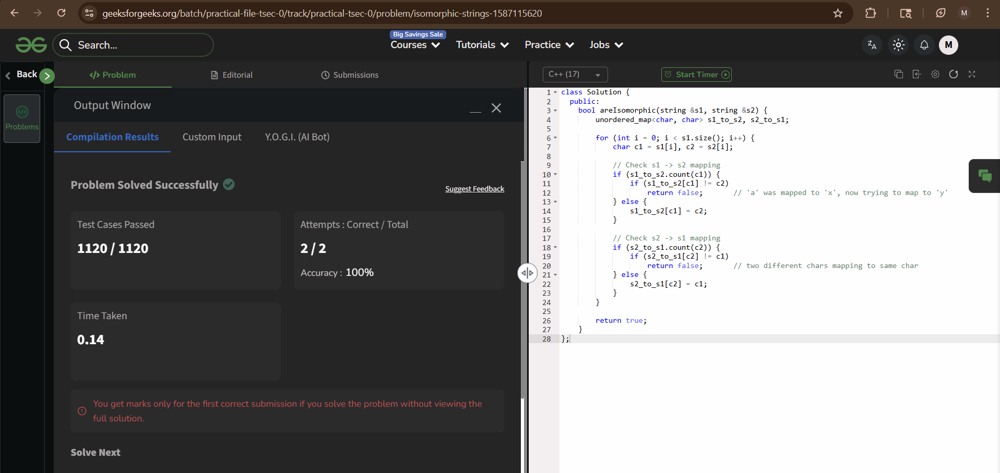 geeksforgeeks.org/batch/practical-file-tsec-0/track/practical-tsec-0/problem/isomorphic-strings-1587115620
M
Search...
Big Savings Sale
Courses
Tutorials
Practice
Jobs
M
Back
Problem
Editorial
Submissions
C++ (17)
Start Timer
Problems
Output Window
Compilation Results
Custom Input
Y.O.G.I. (AI Bot)
Problem Solved Successfully
Suggest Feedback
Test Cases Passed
1120 / 1120
Attempts : Correct / Total
2 / 2
Accuracy : 100%
Time Taken
0.14
You get marks only for the first correct submission if you solve the problem without viewing the
full solution.
Solve Next
1 class Solution {
2   public:
3     bool areIsomorphic(string &s1, string &s2) {
4         unordered_map<char, char> s1_to_s2, s2_to_s1;
5
6         for (int i = 0; i < s1.size(); i++) {
7             char c1 = s1[i], c2 = s2[i];
8
9             // Check s1 -> s2 mapping
10             if (s1_to_s2.count(c1)) {
11                 if (s1_to_s2[c1] != c2)
12                     return false;       // 'a' was mapped to 'x', now trying to map to 'y'
13             } else {
14                 s1_to_s2[c1] = c2;
15             }
16
17             // Check s2 -> s1 mapping
18             if (s2_to_s1.count(c2)) {
19                 if (s2_to_s1[c2] != c1)
20                     return false;       // two different chars mapping to same char
21             } else {
22                 s2_to_s1[c2] = c1;
23             }
24         }
25
26         return true;
27     }
28 };